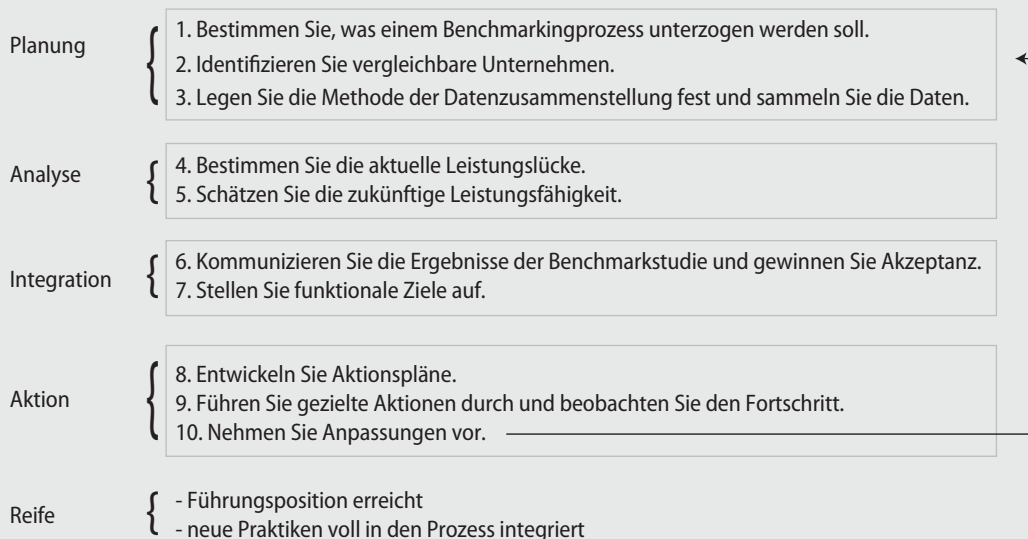 Planung
1. Bestimmen Sie, was einem Benchmarkingprozess unterzogen werden soll.
2. Identifizieren Sie vergleichbare Unternehmen.
3. Legen Sie die Methode der Datenzusammenstellung fest und sammeln Sie die Daten.
Analyse
4. Bestimmen Sie die aktuelle Leistungslücke.
5. Schätzen Sie die zukünftige Leistungsfähigkeit.
Integration
6. Kommunizieren Sie die Ergebnisse der Benchmarkstudie und gewinnen Sie Akzeptanz.
7. Stellen Sie funktionale Ziele auf.
Aktion
8. Entwickeln Sie Aktionspläne.
9. Führen Sie gezielte Aktionen durch und beobachten Sie den Fortschritt.
10. Nehmen Sie Anpassungen vor.
Reife
- Führungsposition erreicht
- neue Praktiken voll in den Prozess integriert